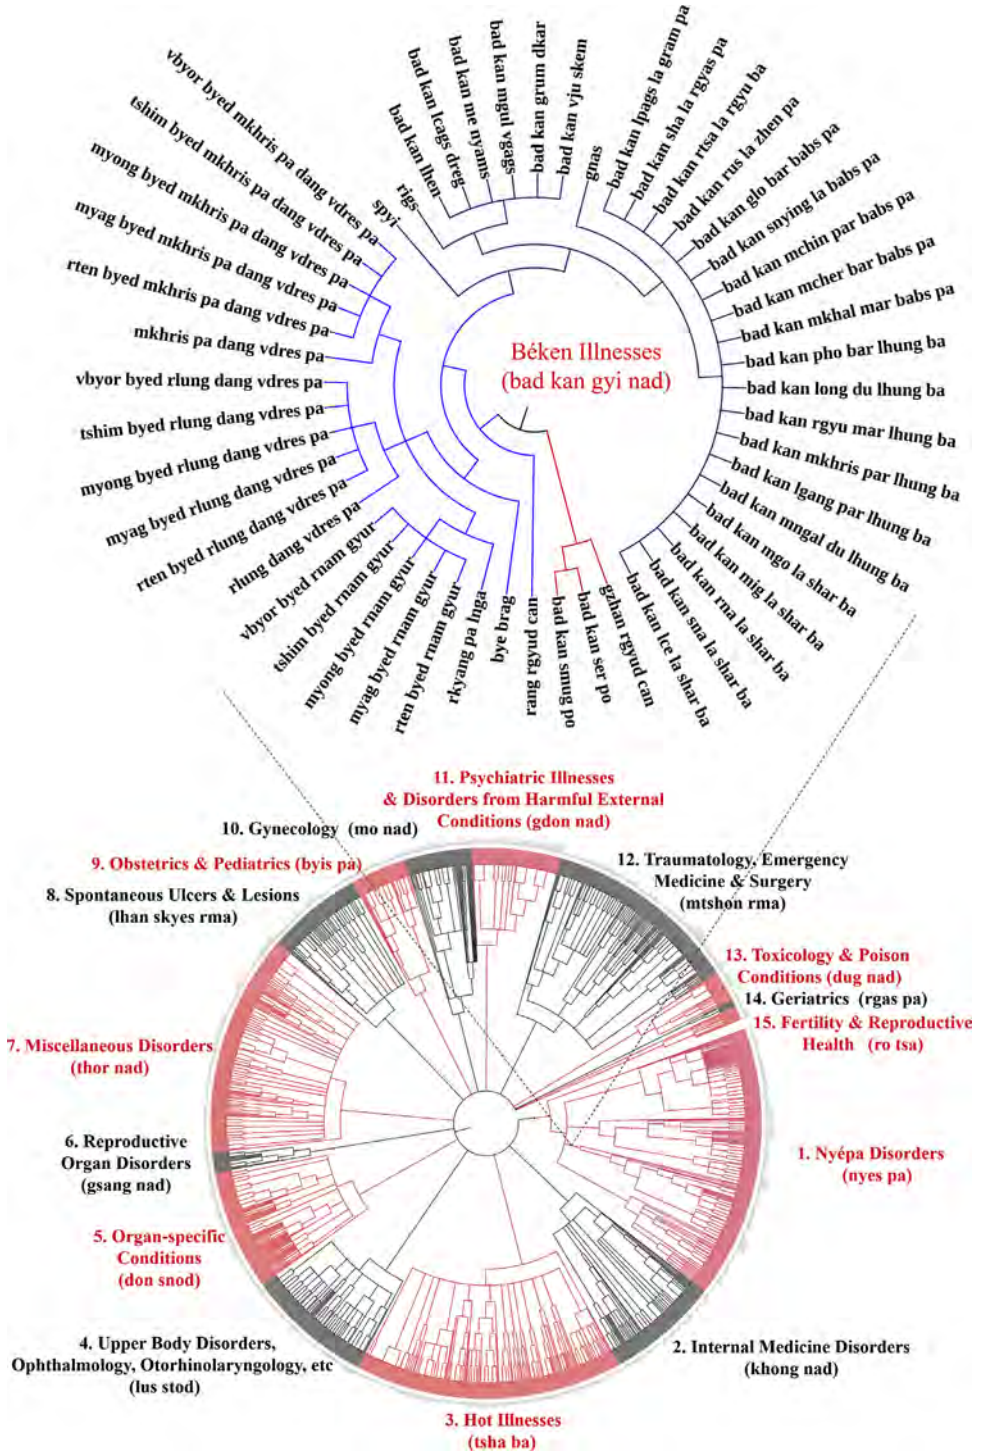 vbyor byed mkhris pa dang vdres pa
tshim byed mkhris pa dang vdres pa
myong byed mkhris pa dang vdres pa
myag byed mkhris pa dang vdres pa
rten byed mkhris pa dang vdres pa
mkhris pa dang vdres pa
vbyor byed rlung dang vdres pa
tshim byed rlung dang vdres pa
myong byed rlung dang vdres pa
myag byed rlung dang vdres pa
rten byed rlung dang vdres pa
rlung dang vdres pa
vbyor byed rnam gyur
tshim byed rnam gyur
myong byed rnam gyur
myag byed rnam gyur
rten byed rnam gyur
rkyang pa lnga
bye brag
rang rgyud can
bad kan smug po
bad kan ser po
gzhan rgyud can
spyi
rigs
bad kan lhen
bad kan lcags dreg
bad kan me nyams
bad kan mgul vgags
bad kan grum dkar
bad kan vju skem
gnas
bad kan lpags la gram pa
bad kan sha la rgyas pa
bad kan rtsa la rgyu ba
bad kan rus la zhen pa
bad kan glo bar babs pa
bad kan snying la babs pa
bad kan mchin par babs pa
bad kan mcher bar babs pa
bad kan mkhal mar babs pa
bad kan pho bar lhung ba
bad kan long du lhung ba
bad kan rgyu mar lhung ba
bad kan mkhris par lhung ba
bad kan lgang par lhung ba
bad kan mngal du lhung ba
bad kan mgo la shar ba
bad kan mig la shar ba
bad kan rna la shar ba
bad kan sna la shar ba
bad kan lce la shar ba
Béken Illnesses
(bad kan gyi nad)
11. Psychiatric Illnesses
& Disorders from Harmful External
Conditions (gdon nad)
10. Gynecology (mo nad)
9. Obstetrics & Pediatrics (byis pa)
8. Spontaneous Ulcers & Lesions
(lhan skyes rma)
12. Traumatology, Emergency
Medicine & Surgery
(mtshon rma)
13. Toxicology & Poison
Conditions (dug nad)
14. Geriatrics (rgas pa)
15. Fertility & Reproductive
Health (ro tsa)
7. Miscellaneous Disorders
(thor nad)
6. Reproductive
Organ Disorders
(gsang nad)
1. Nyépa Disorders
(nyes pa)
5. Organ-specific
Conditions
(don snod)
4. Upper Body Disorders,
Ophthalmology, Otorhinolaryngology, etc
(lus stod)
2. Internal Medicine Disorders
(khong nad)
3. Hot Illnesses
(tsha ba)